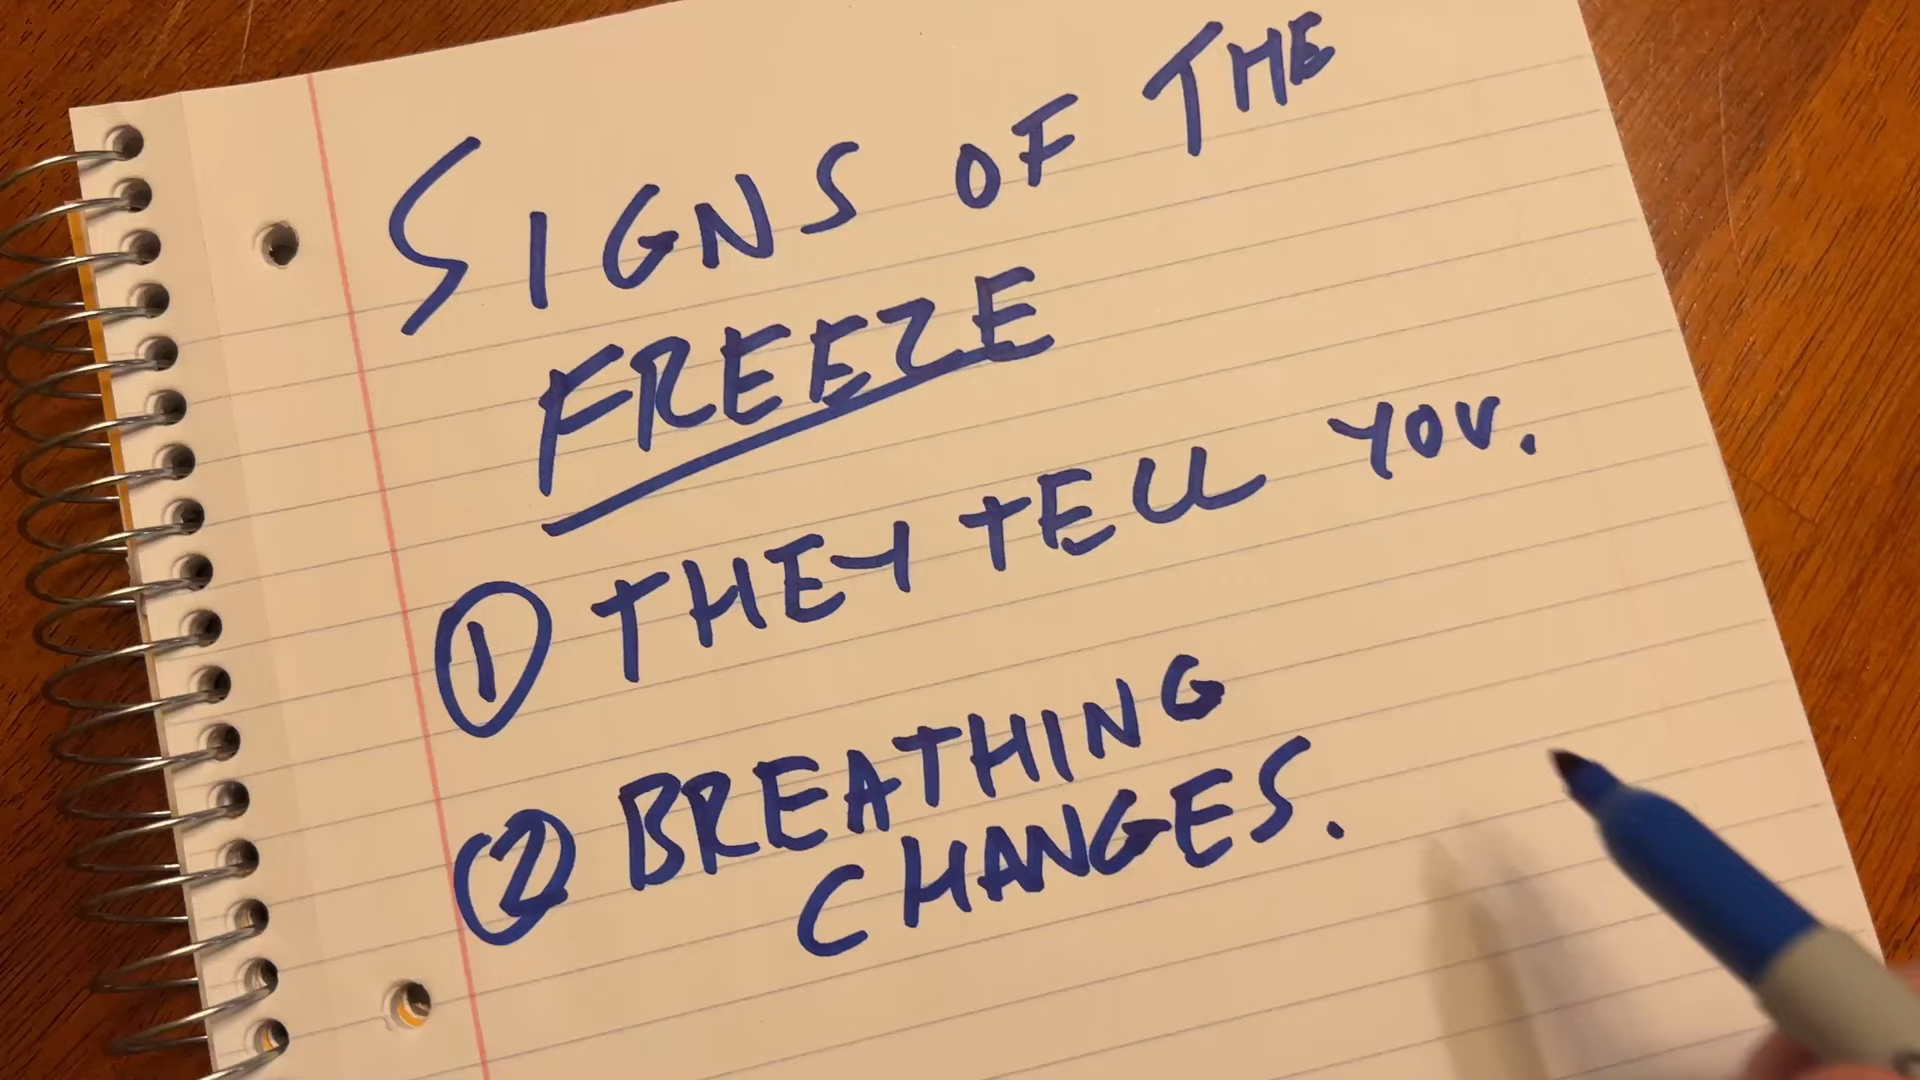 SIGNS OF THE
FREEZE
① THEY TELL YOU.
② BREATHING
CHANGES.